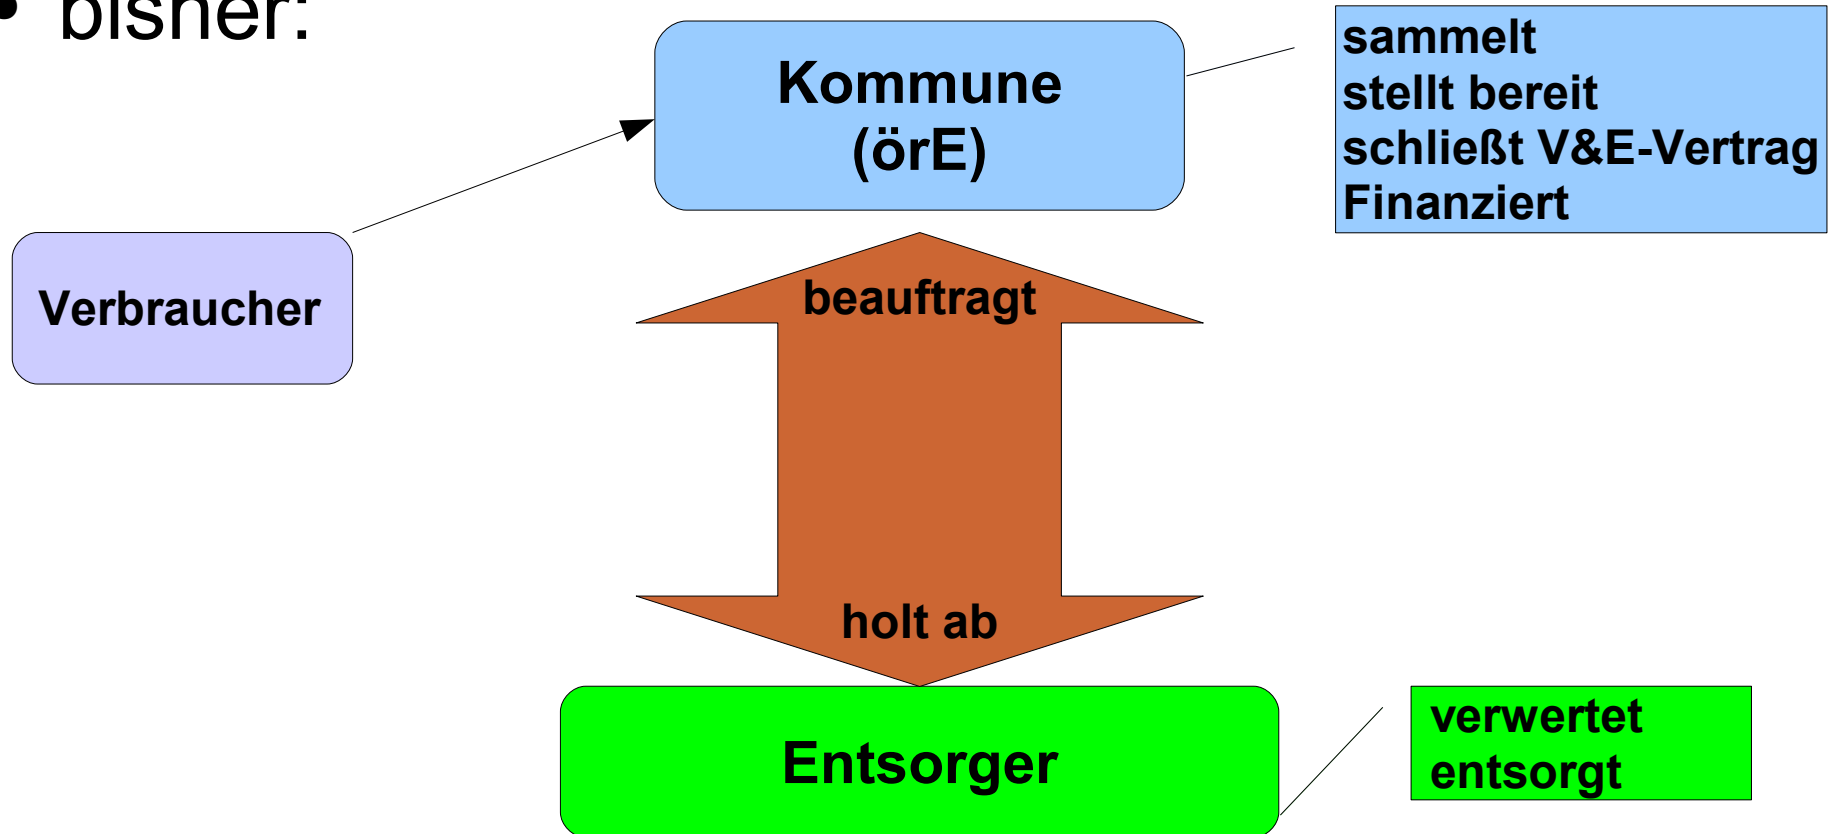 • bisher:
Kommune
(örE)
sammelt
stellt bereit
schließt V&E-Vertrag
Finanziert
Verbraucher
beauftragt
holt ab
Entsorger
verwertet
entsorgt